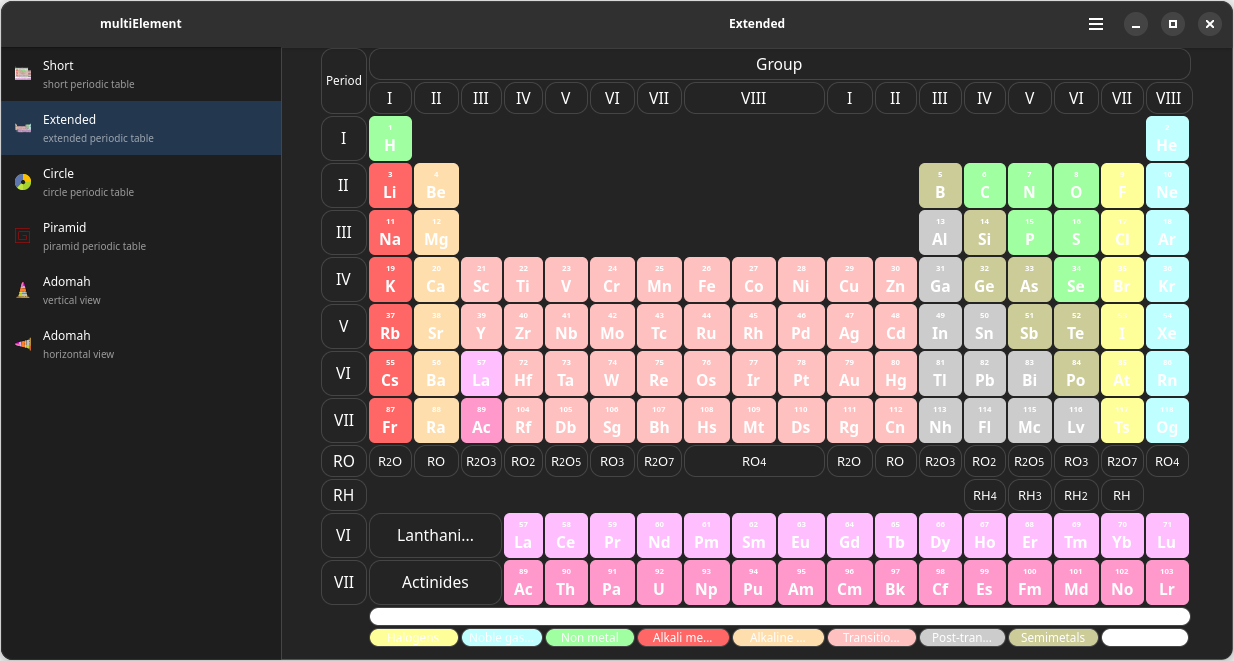 multiElement
Extended
Short
short periodic table
Extended
extended periodic table
Circle
circle periodic table
Piramid
piramid periodic table
Adomah
vertical view
Adomah
horizontal view
Period
Group
I II III IV V VI VII VIII I II III IV V VI VII VIII
I
1 2
H He
II
3 4 5 6 7 8 9 10
Li Be B C N O F Ne
III
11 12 13 14 15 16 17 18
Na Mg Al Si P S Cl Ar
IV
19 20 21 22 23 24 25 26 27 28 29 30 31 32 33 34 35 36
K Ca Sc Ti V Cr Mn Fe Co Ni Cu Zn Ga Ge As Se Br Kr
V
37 38 39 40 41 42 43 44 45 46 47 48 49 50 51 52 53 54
Rb Sr Y Zr Nb Mo Tc Ru Rh Pd Ag Cd In Sn Sb Te I Xe
VI
55 56 57 72 73 74 75 76 77 78 79 80 81 82 83 84 85 86
Cs Ba La Hf Ta W Re Os Ir Pt Au Hg Tl Pb Bi Po At Rn
VII
87 88 89 104 105 106 107 108 109 110 111 112 113 114 115 116 117 118
Fr Ra Ac Rf Db Sg Bh Hs Mt Ds Rg Cn Nh Fl Mc Lv Ts Og
RO R2O RO R2O3 RO2 R2O5 RO3 R2O7 RO4 R2O RO R2O3 RO2 R2O5 RO3 R2O7 RO4
RH RH4 RH3 RH2 RH
VI Lanthani...
57 58 59 60 61 62 63 64 65 66 67 68 69 70 71
La Ce Pr Nd Pm Sm Eu Gd Tb Dy Ho Er Tm Yb Lu
VII Actinides
89 90 91 92 93 94 95 96 97 98 99 100 101 102 103
Ac Th Pa U Np Pu Am Cm Bk Cf Es Fm Md No Lr
Halogens Noble gas... Non metal Alkali me... Alkaline ... Transitio... Post-tran... Semimetals